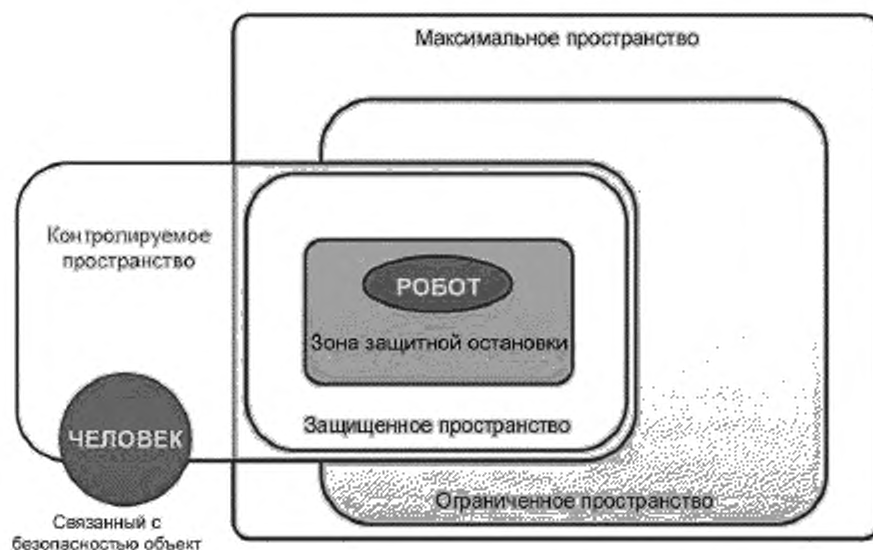 Максимальное пространство
Контролируемое
пространство
РОБОТ
Зона защитной остановки
Защищенное пространство
ЧЕЛОВЕК
Ограниченное пространство
Связанный с
безопасностью объект